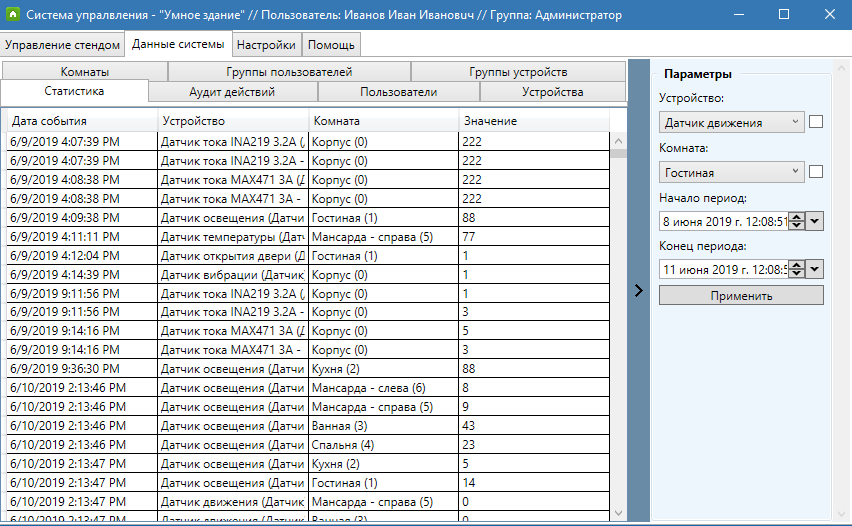 Система упралвления - "Умное здание" // Пользователь: Иванов Иван Иванович // Группа: Администратор
Управление стендом Данные системы Настройки Помощь
Комнаты Группы пользователей Группы устройств
Статистика Аудит действий Пользователи Устройства
Дата события Устройство Комната Значение
6/9/2019 4:07:39 PM Датчик тока INA219 3.2A (Д Корпус (0) 222
6/9/2019 4:07:39 PM Датчик тока INA219 3.2A - Корпус (0) 222
6/9/2019 4:08:38 PM Датчик тока MAX471 3A (Д Корпус (0) 222
6/9/2019 4:08:38 PM Датчик тока MAX471 3A - Корпус (0) 222
6/9/2019 4:09:38 PM Датчик освещения (Датчи Гостиная (1) 88
6/9/2019 4:11:11 PM Датчик температуры (Датч Мансарда - справа (5) 77
6/9/2019 4:12:04 PM Датчик открытия двери (Д Гостиная (1) 1
6/9/2019 4:14:39 PM Датчик вибрации (Датчик) Корпус (0) 1
6/9/2019 9:11:56 PM Датчик тока INA219 3.2A (Д Корпус (0) 1
6/9/2019 9:11:56 PM Датчик тока INA219 3.2A - Корпус (0) 3
6/9/2019 9:14:16 PM Датчик тока MAX471 3A (Д Корпус (0) 5
6/9/2019 9:14:16 PM Датчик тока MAX471 3A - Корпус (0) 3
6/9/2019 9:36:30 PM Датчик освещения (Датчи Кухня (2) 88
6/10/2019 2:13:46 PM Датчик освещения (Датчи Мансарда - слева (6) 8
6/10/2019 2:13:46 PM Датчик освещения (Датчи Мансарда - справа (5) 9
6/10/2019 2:13:46 PM Датчик освещения (Датчи Ванная (3) 43
6/10/2019 2:13:46 PM Датчик освещения (Датчи Спальня (4) 23
6/10/2019 2:13:47 PM Датчик освещения (Датчи Кухня (2) 5
6/10/2019 2:13:47 PM Датчик освещения (Датчи Гостиная (1) 14
6/10/2019 2:13:47 PM Датчик движения (Датчик Мансарда - справа (5) 0
6/10/2019 2:13:47 PM Датчик движения (Датчик Ванная (3) 0
Параметры
Устройство:
Датчик движения
Комната:
Гостиная
Начало период:
8 июня 2019 г. 12:08:51
Конец периода:
11 июня 2019 г. 12:08:5
Применить